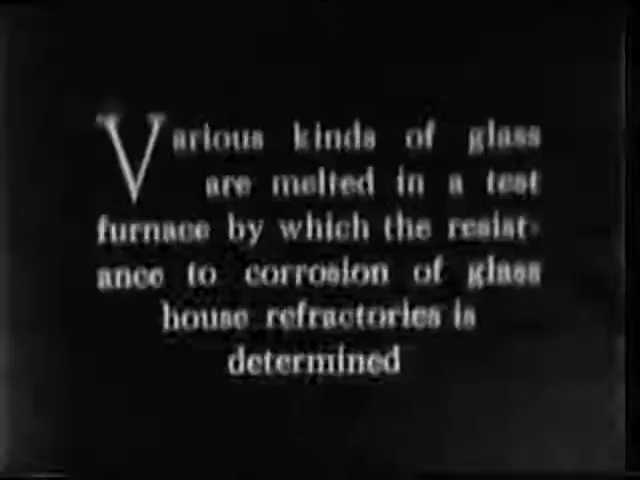 Various kinds of glass
are melted in a test
furnace by which the resist-
ance to corrosion of glass
house refractories is
determined